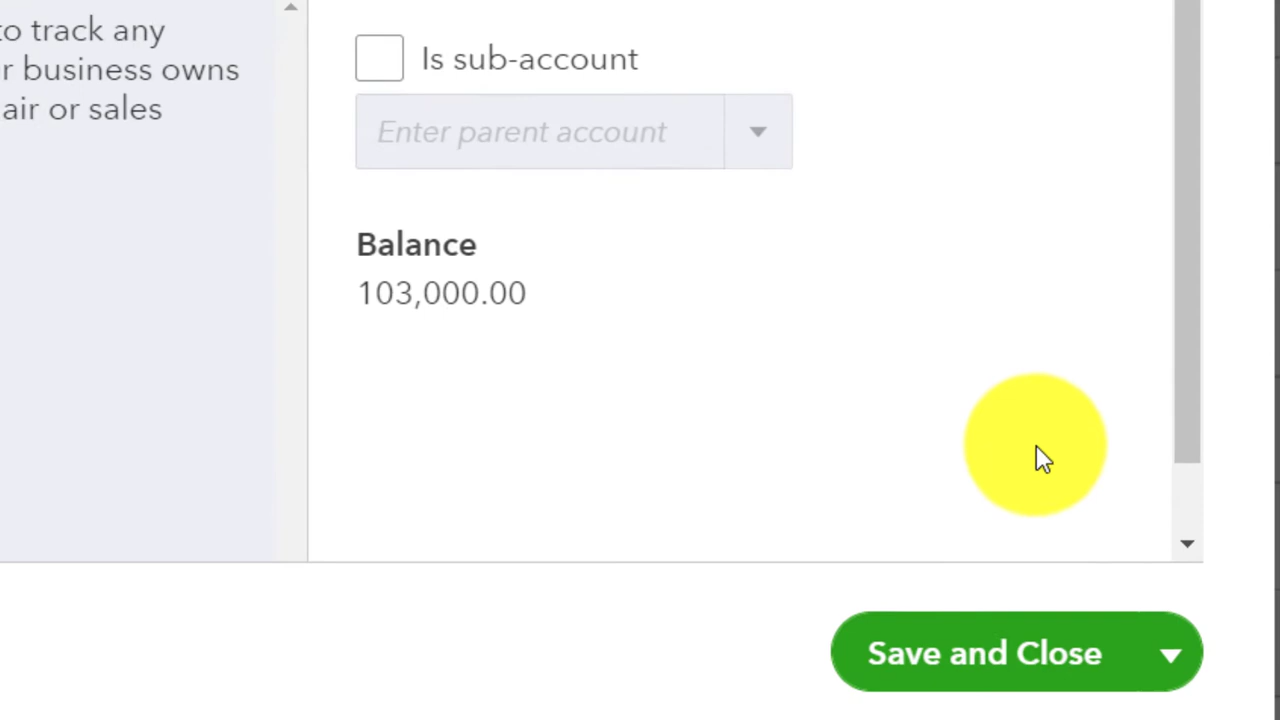 to track any
r business owns
air or sales
Is sub-account
Enter parent account
Balance
103,000.00
Save and Close